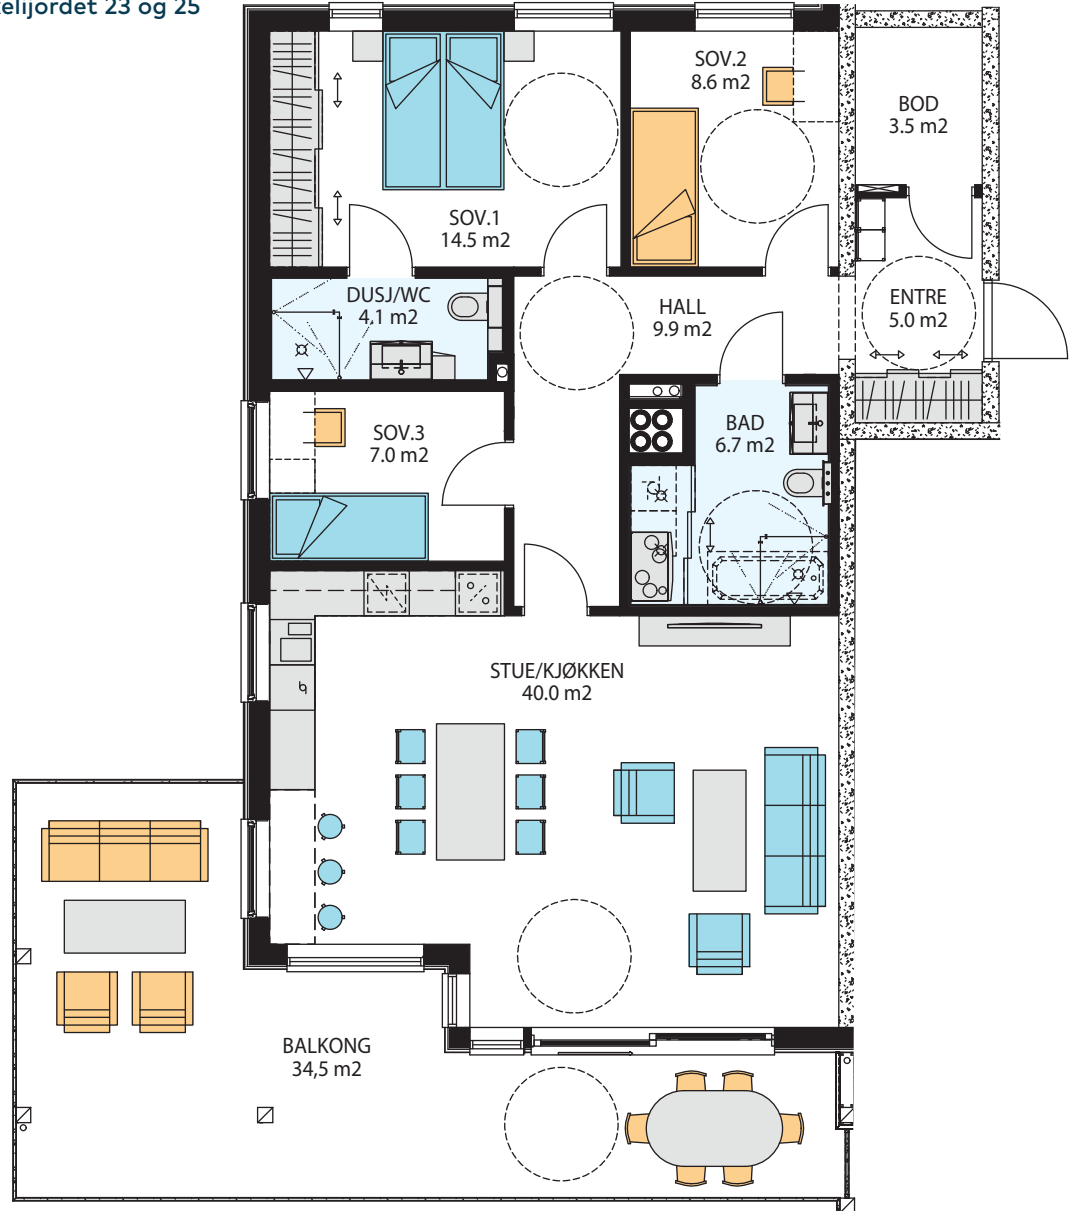 23 og 25
SOV.2
8.6 m2
BOD
3.5 m2
SOV.1
14.5 m2
DUSJ/WC
4.1 m2
HALL
9.9 m2
ENTRE
5.0 m2
SOV.3
7.0 m2
BAD
6.7 m2
STUE/KJØKKEN
40.0 m2
BALKONG
34,5 m2